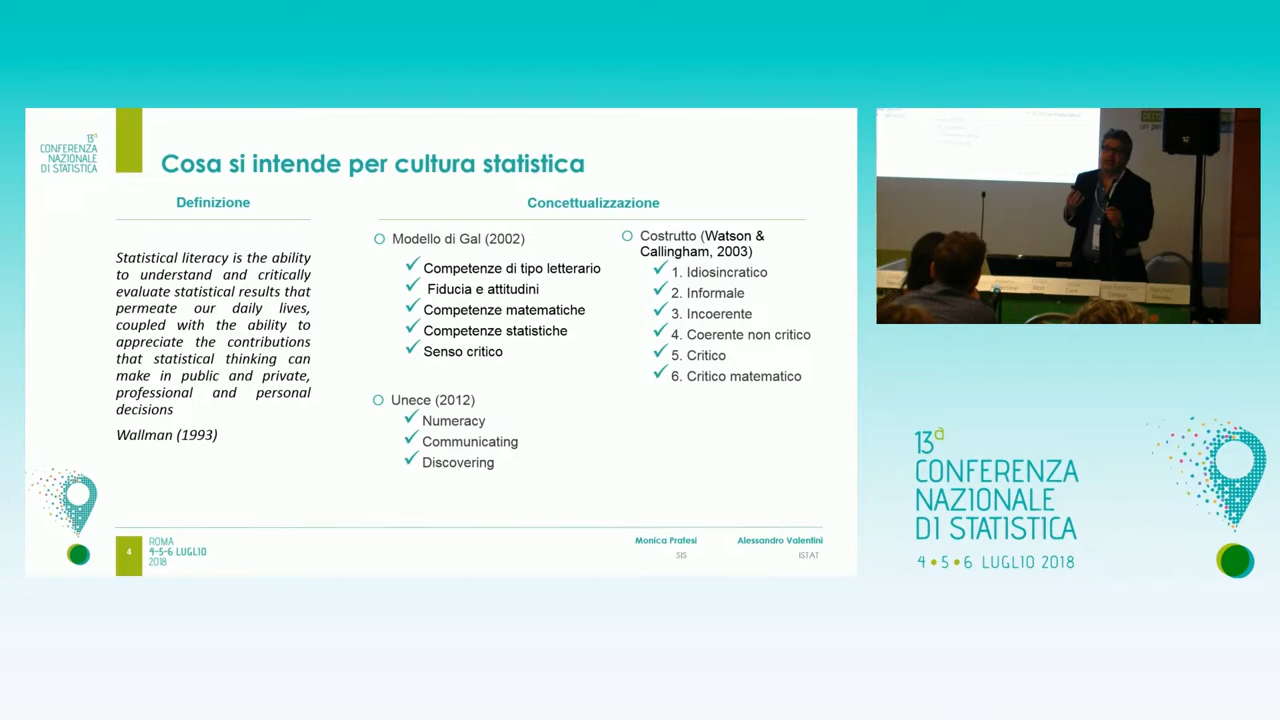 13ª
CONFERENZA
NAZIONALE
DI STATISTICA
Cosa si intende per cultura statistica
Definizione
Statistical literacy is the ability
to understand and critically
evaluate statistical results that
permeate our daily lives,
coupled with the ability to
appreciate the contributions
that statistical thinking can
make in public and private,
professional and personal
decisions
Wallman (1993)
Concettualizzazione
Modello di Gal (2002)
Competenze di tipo letterario
Fiducia e attitudini
Competenze matematiche
Competenze statistiche
Senso critico
Unece (2012)
Numeracy
Communicating
Discovering
Costrutto (Watson &
Callingham, 2003)
1. Idiosincratico
2. Informale
3. Incoerente
4. Coerente non critico
5. Critico
6. Critico matematico
4
ROMA
4-5-6 LUGLIO
2018
Monica Pratesi
SIS
Alessandro Valentini
ISTAT
13ª
CONFERENZA
NAZIONALE
DI STATISTICA
4•5•6 LUGLIO 2018